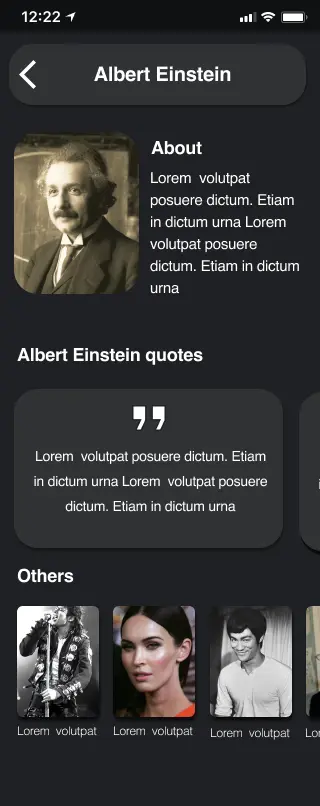 12:22
Albert Einstein
About
Lorem volutpat
posuere dictum. Etiam
in dictum urna Lorem
volutpat posuere
dictum. Etiam in dictum
urna
Albert Einstein quotes
”
Lorem volutpat posuere dictum. Etiam
in dictum urna Lorem volutpat posuere
dictum. Etiam in dictum urna
Others
Lorem volutpat
Lorem volutpat
Lorem volutpat